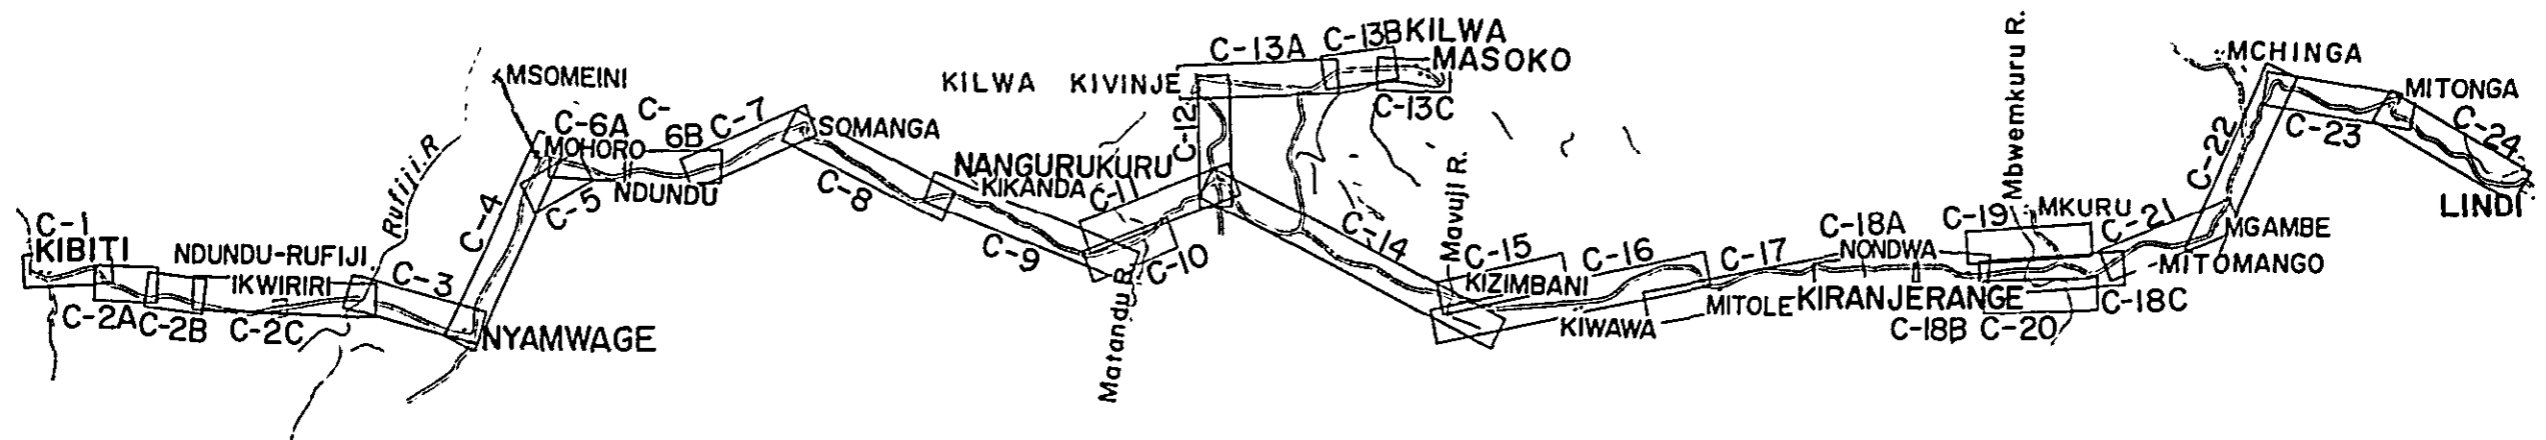 C-1
KIBITI
C-2A
C-2B
C-2C
NDUNDU-RUFIJI
IKWIRIRI
Rufiji.R
C-3
NYAMWAGE
C-4
MSOMEINI
C-5
C-6A
MOHORO
C-
6B
NDUNDU
C-7
SOMANGA
C-8
KIKANDA
C-9
NANGURUKURU
C-10
C-11
Matandu R.
C-12
KILWA KIVINJE
C-13A
C-13B
KILWA
MASOKO
C-13C
C-14
Mavuji R.
C-15
KIZIMBANI
C-16
KIWAWA
C-17
MITOLE
C-18A
NONDWA
KIRANJERANGE
C-18B
C-19
C-20
Mbwemkuru R.
MKURU
C-18C
C-21
MITOMANGO
MGAMBE
C-22
MCHINGA
C-23
MITONGA
C-24
LINDI